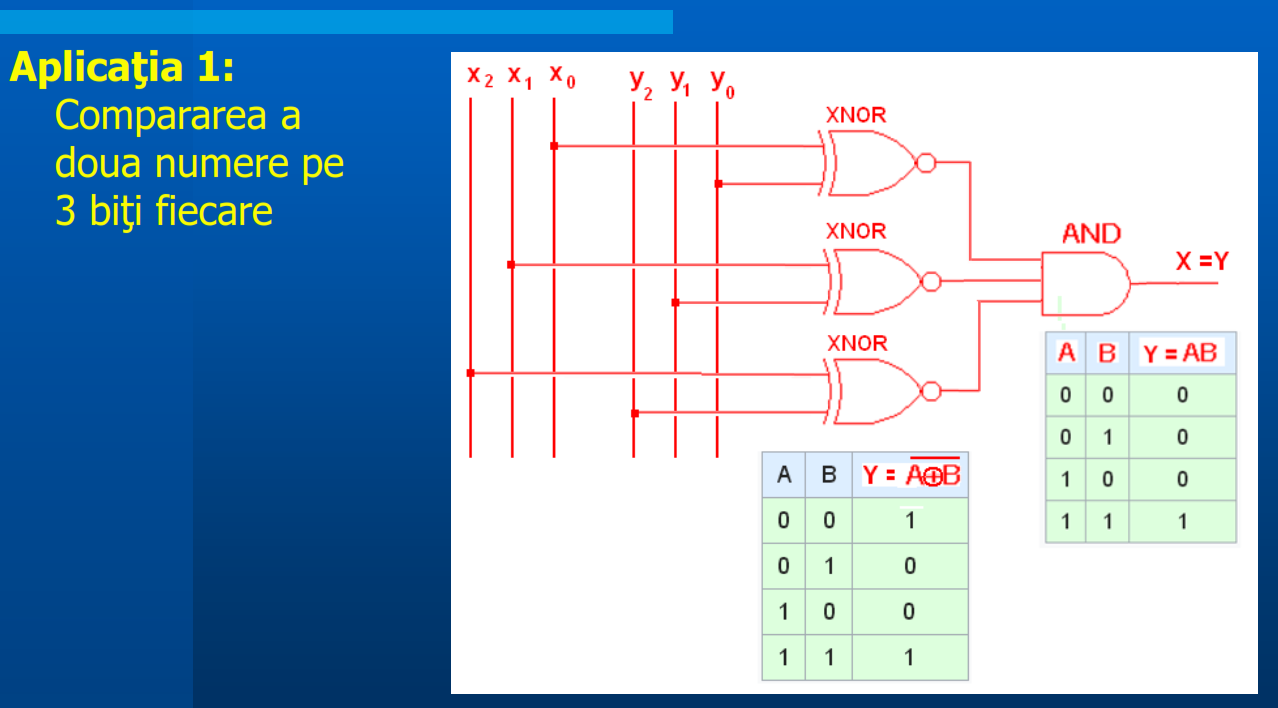 Aplicaţia 1:
Compararea a
doua numere pe
3 biţi fiecare
x2 x1 x0 y2 y1 y0
XNOR
XNOR
AND
X =Y
XNOR
A B Y = AB
0 0 0
0 1 0
1 0 0
1 1 1
A B Y = A̅⊕̅B̅
0 0 1
0 1 0
1 0 0
1 1 1